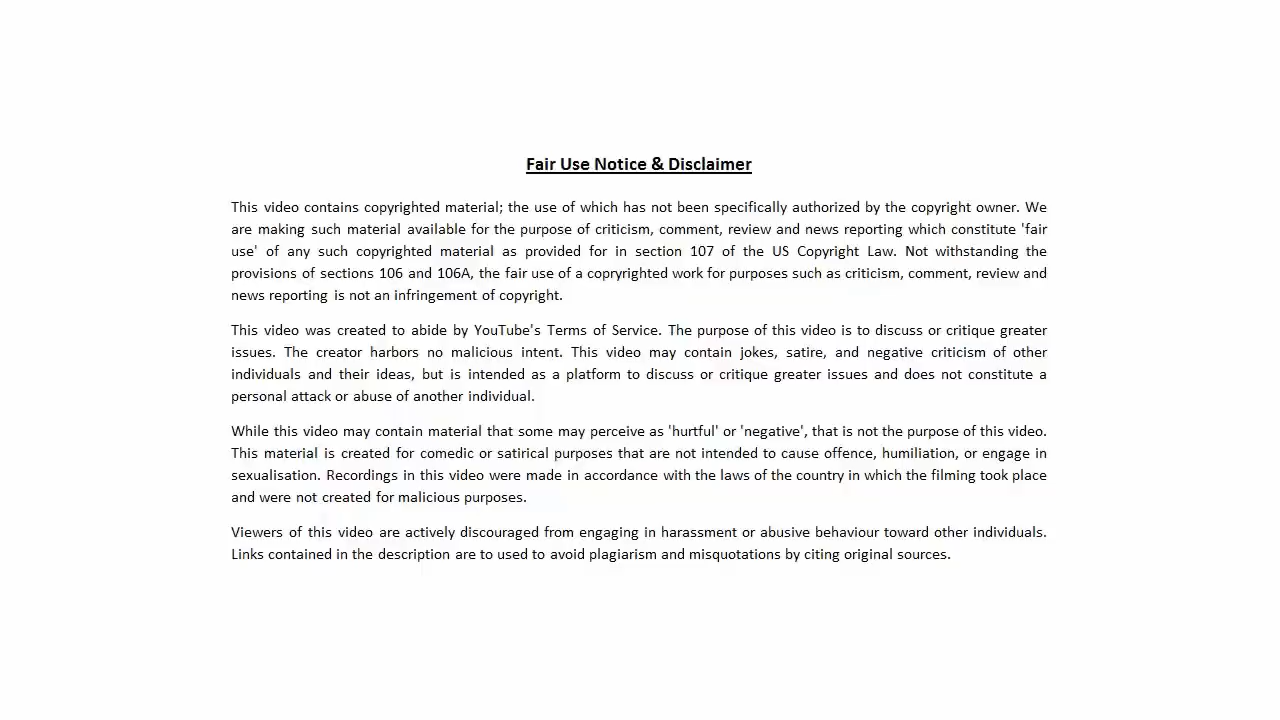 Fair Use Notice & Disclaimer
This video contains copyrighted material; the use of which has not been specifically authorized by the copyright owner. We
are making such material available for the purpose of criticism, comment, review and news reporting which constitute 'fair
use' of any such copyrighted material as provided for in section 107 of the US Copyright Law. Not withstanding the
provisions of sections 106 and 106A, the fair use of a copryrighted work for purposes such as criticism, comment, review and
news reporting is not an infringement of copyright.
This video was created to abide by YouTube's Terms of Service. The purpose of this video is to discuss or critique greater
issues. The creator harbors no malicious intent. This video may contain jokes, satire, and negative criticism of other
individuals and their ideas, but is intended as a platform to discuss or critique greater issues and does not constitute a
personal attack or abuse of another individual.
While this video may contain material that some may perceive as 'hurtful' or 'negative', that is not the purpose of this video.
This material is created for comedic or satirical purposes that are not intended to cause offence, humiliation, or engage in
sexualisation. Recordings in this video were made in accordance with the laws of the country in which the filming took place
and were not created for malicious purposes.
Viewers of this video are actively discouraged from engaging in harassment or abusive behaviour toward other individuals.
Links contained in the description are to used to avoid plagiarism and misquotations by citing original sources.